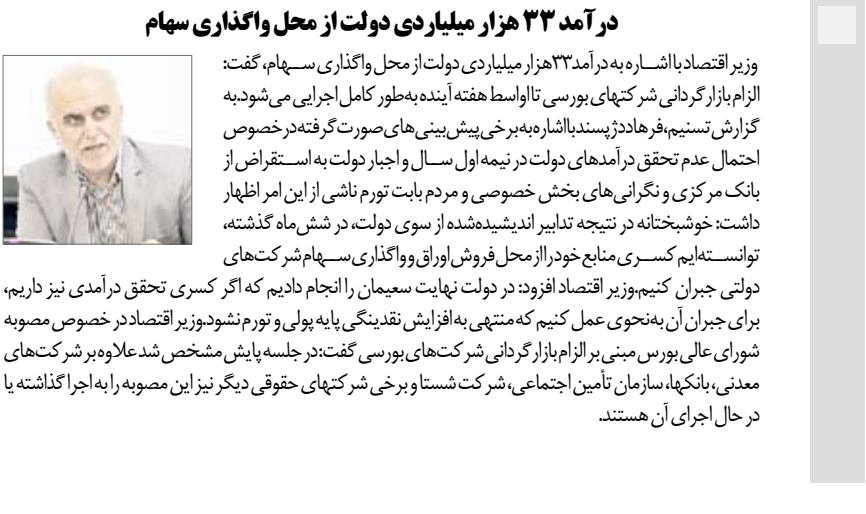 درآمد ۳۳ هزار میلیاردی دولت از محل واگذاری سهام
وزیر اقتصاد با اشاره به درآمد ۳۳هزار میلیاردی دولت از محل واگذاری سهام، گفت:
الزام بازارگردانی شرکتهای بورسی تا اواسط هفته آینده به‌طور کامل اجرایی می‌شود.به
گزارش تسنیم،فرهاد دژپسند با اشاره به برخی پیش‌بینی‌های صورت گرفته در خصوص
احتمال عدم تحقق درآمدهای دولت در نیمه اول سال و اجبار دولت به استقراض از
بانک مرکزی و نگرانی‌های بخش خصوصی و مردم بابت تورم ناشی از این امر اظهار
داشت: خوشبختانه در نتیجه تدابیر اندیشیده‌شده از سوی دولت، در شش‌ماه گذشته،
توانسته‌ایم کسری منابع خود را از محل فروش اوراق و واگذاری سهام شرکت‌های
دولتی جبران کنیم.وزیر اقتصاد افزود: در دولت نهایت سعیمان را انجام دادیم که اگر کسری تحقق درآمدی نیز داریم،
برای جبران آن به‌نحوی عمل کنیم که منتهی به افزایش نقدینگی پایه پولی و تورم نشود.وزیر اقتصاد در خصوص مصوبه
شورای عالی بورس مبنی بر الزام بازارگردانی شرکت‌های بورسی گفت:در جلسه پایش مشخص شد علاوه بر شرکت‌های
معدنی، بانکها، سازمان تأمین اجتماعی، شرکت شستا و برخی شرکتهای حقوقی دیگر نیز این مصوبه را به اجرا گذاشته یا
در حال اجرای آن هستند.